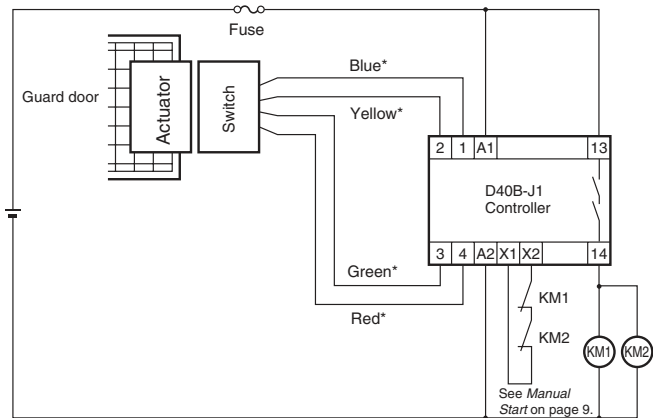 Fuse
Blue*
Guard door
Actuator
Switch
Yellow*
2 1 A1 13
D40B-J1
Controller
3 4 A2 X1 X2 14
Green*
Red*
KM1
KM2
KM1 KM2
See Manual
Start on page 9.